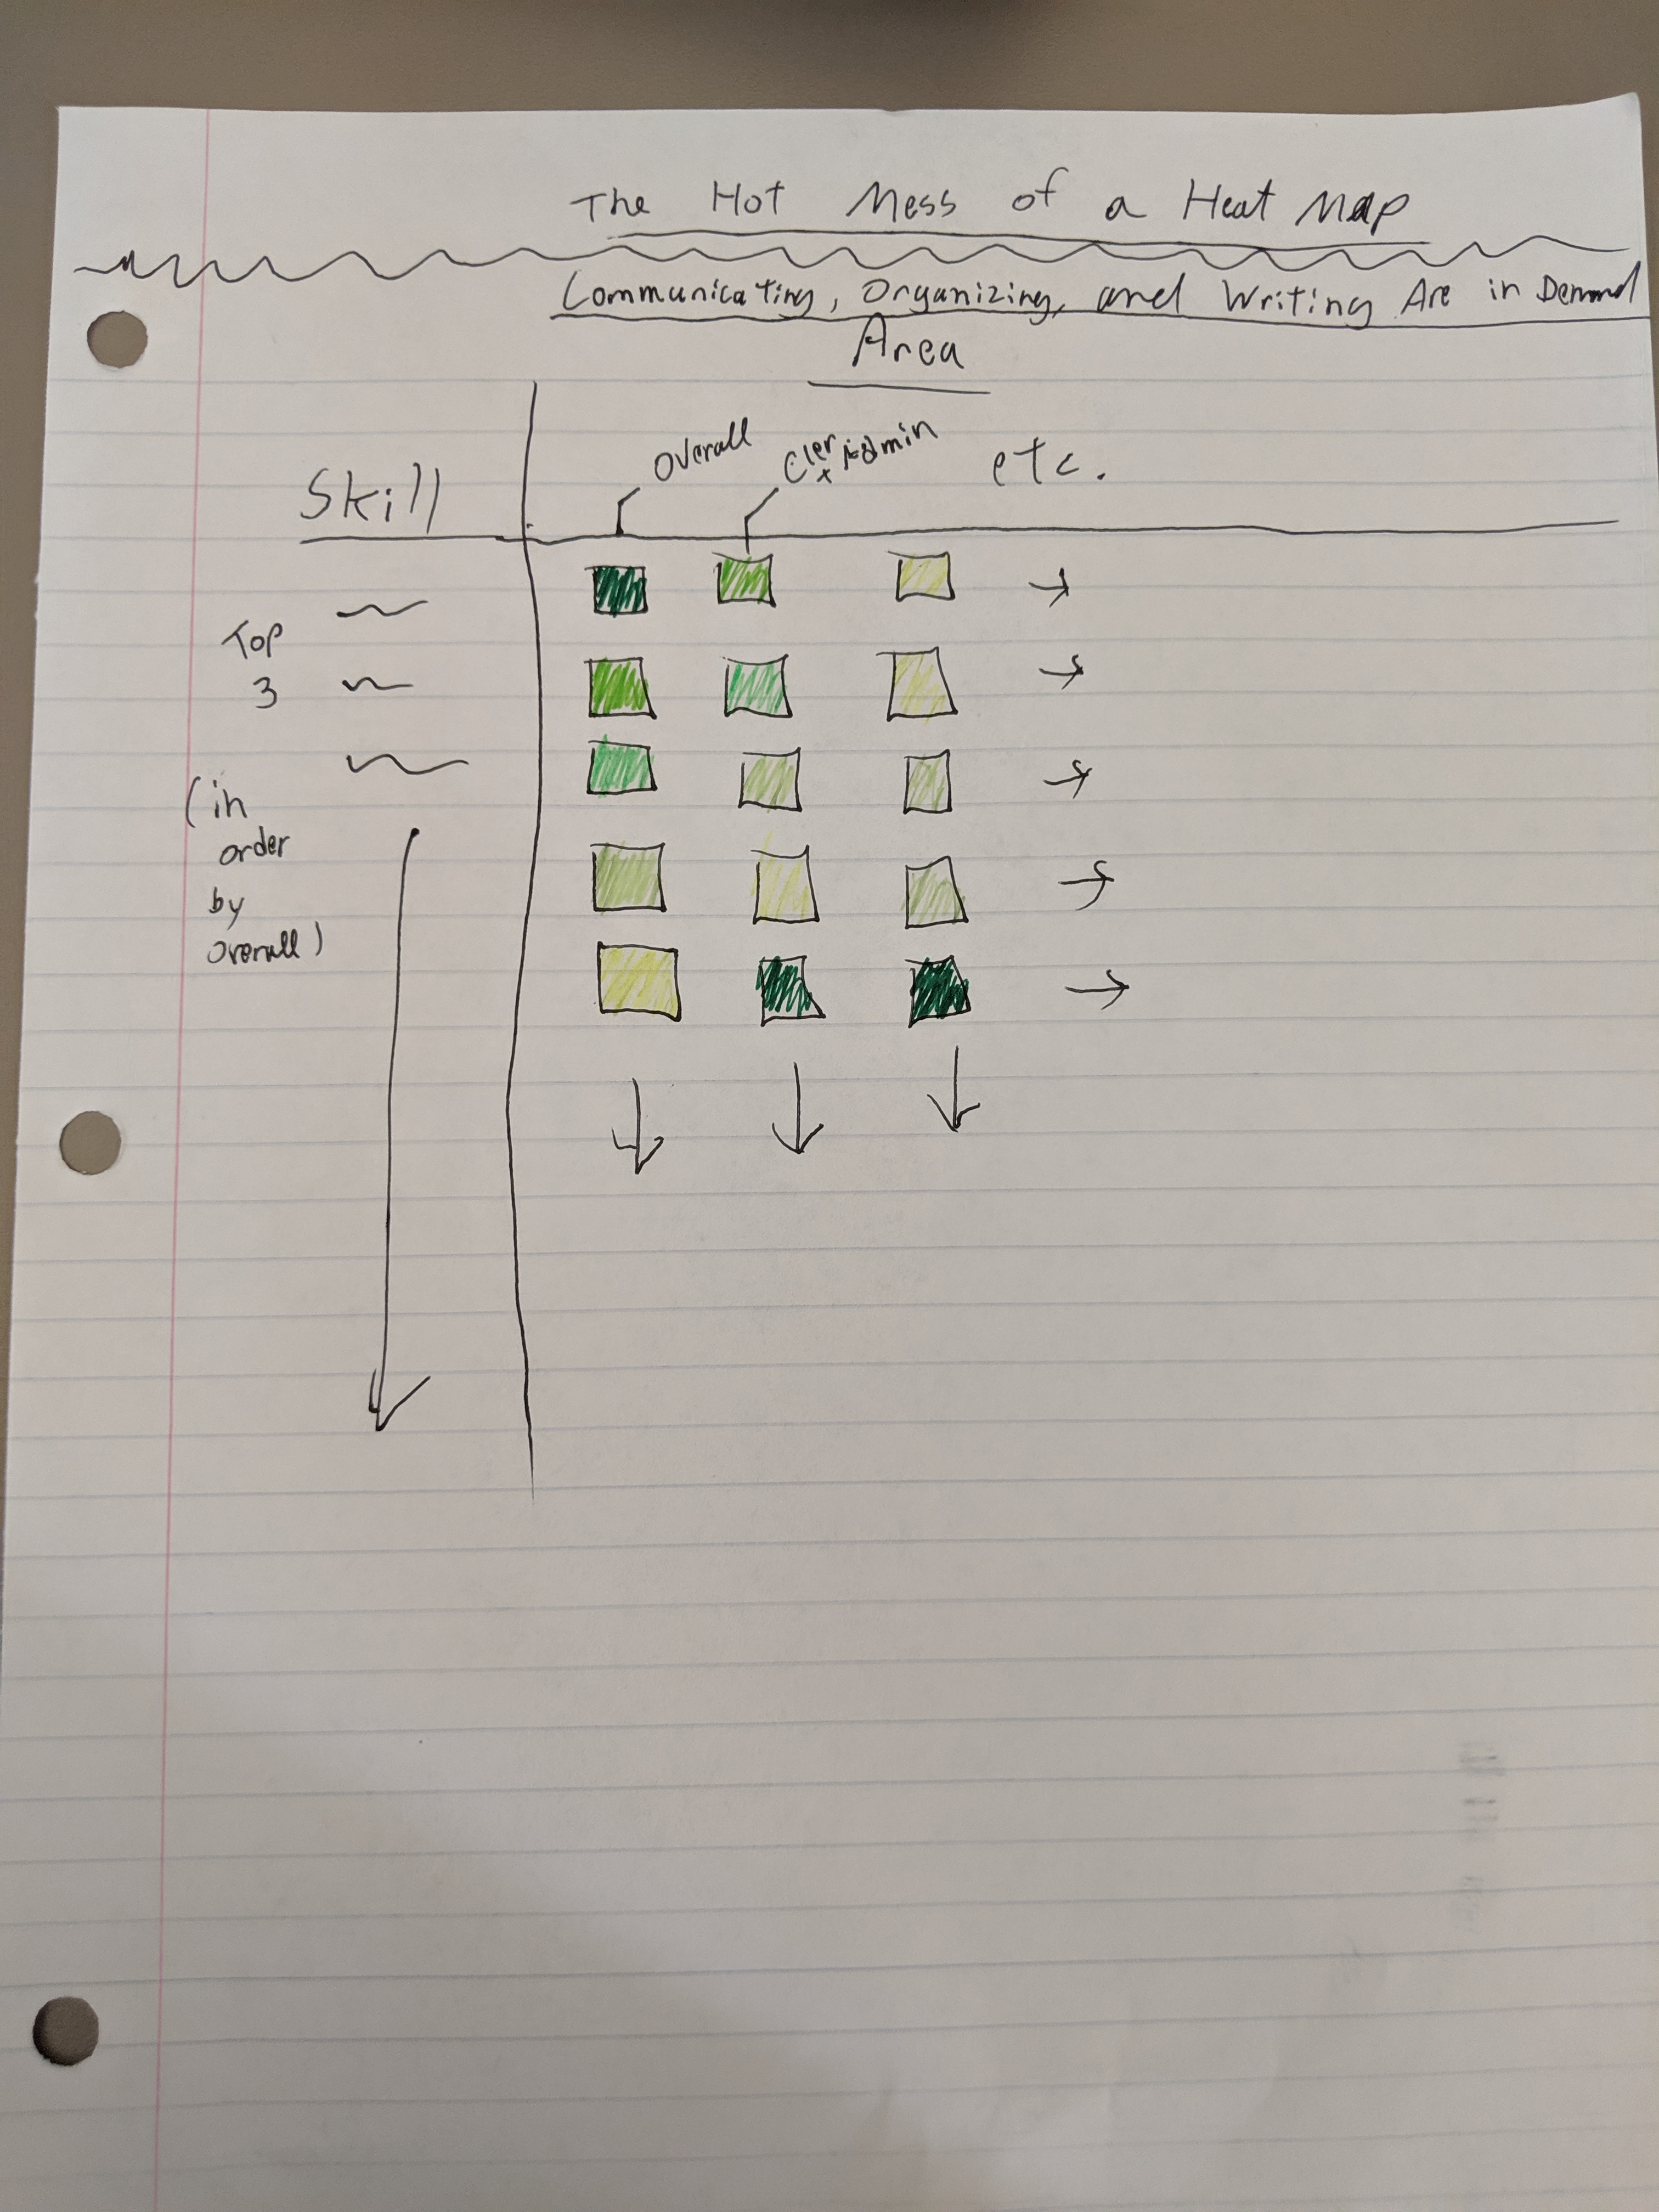 The Hot Mess of a Heat Map
Communicating, Organizing, and Writing Are in Demand
Area
Skill
Overall
Cler + Admin
etc.
Top
3
(in
order
by
overall)